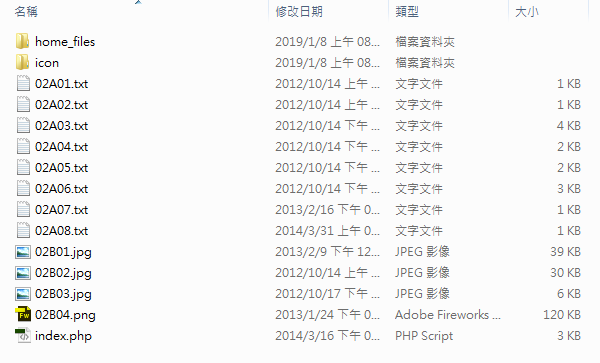 名稱 修改日期 類型 大小
home_files 2019/1/8 上午 08... 檔案資料夾
icon 2019/1/8 上午 08... 檔案資料夾
02A01.txt 2012/10/14 上午 ... 文字文件 1 KB
02A02.txt 2012/10/14 上午 ... 文字文件 1 KB
02A03.txt 2012/10/14 下午 ... 文字文件 4 KB
02A04.txt 2012/10/14 下午 ... 文字文件 2 KB
02A05.txt 2012/10/14 下午 ... 文字文件 2 KB
02A06.txt 2012/10/14 下午 ... 文字文件 3 KB
02A07.txt 2013/2/16 下午 0... 文字文件 1 KB
02A08.txt 2014/3/31 上午 0... 文字文件 1 KB
02B01.jpg 2013/2/9 下午 12... JPEG 影像 39 KB
02B02.jpg 2012/10/14 上午 ... JPEG 影像 30 KB
02B03.jpg 2012/10/17 下午 ... JPEG 影像 6 KB
02B04.png 2013/1/24 下午 0... Adobe Fireworks ... 120 KB
index.php 2014/3/16 下午 0... PHP Script 3 KB